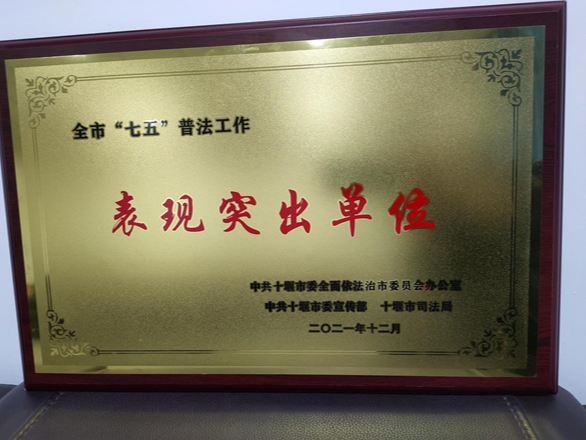 全市“七五”普法工作
表现突出单位
中共十堰市委全面依法治市委员会办公室
中共十堰市委宣传部 十堰市司法局
二〇二一年十二月